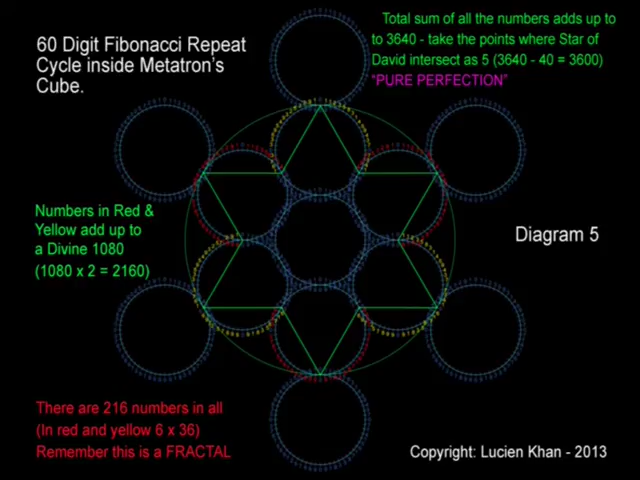 60 Digit Fibonacci Repeat
Cycle inside Metatron's
Cube.
Total sum of all the numbers adds up to
to 3640 - take the points where Star of
David intersect as 5 (3640 - 40 = 3600)
"PURE PERFECTION"
Numbers in Red &
Yellow add up to
a Divine 1080
(1080 x 2 = 2160)
Diagram 5
There are 216 numbers in all
(In red and yellow 6 x 36)
Remember this is a FRACTAL
Copyright: Lucien Khan - 2013